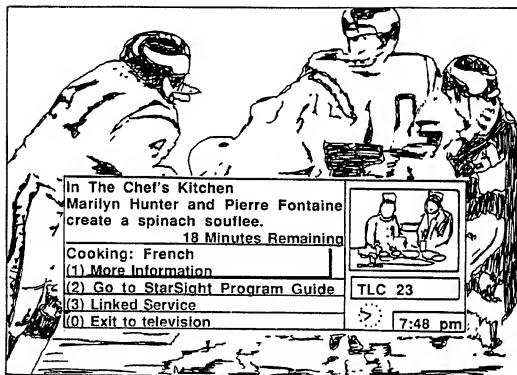 In The Chef's Kitchen
Marilyn Hunter and Pierre Fontaine
create a spinach souflee.
18 Minutes Remaining
Cooking: French
(1) More Information
(2) Go to StarSight Program Guide
(3) Linked Service
(0) Exit to television
TLC 23
7:48 pm